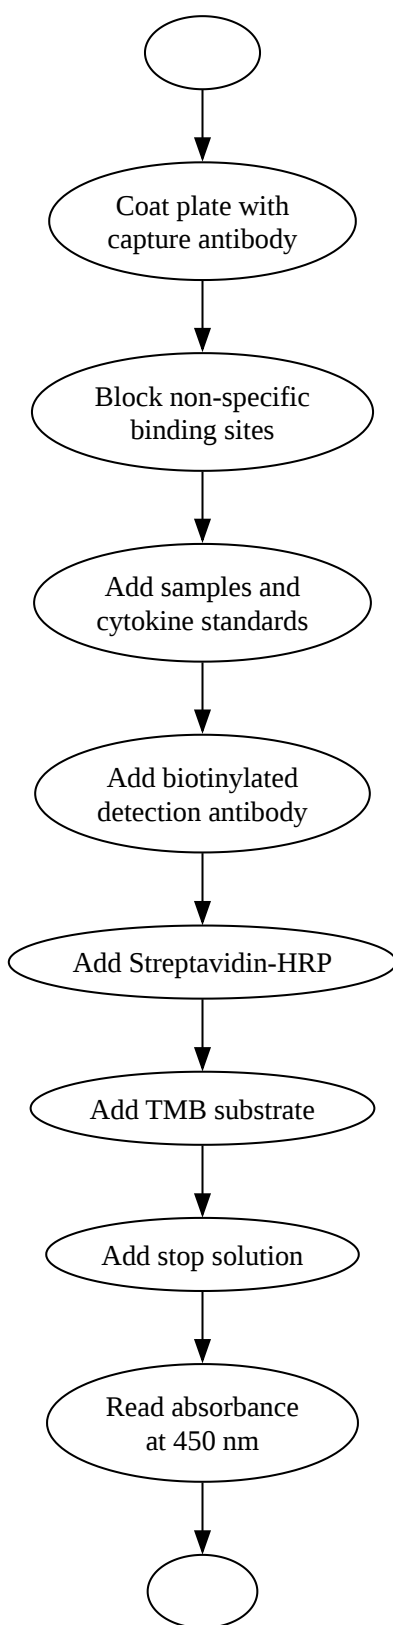 Coat plate with
capture antibody
Block non-specific
binding sites
Add samples and
cytokine standards
Add biotinylated
detection antibody
Add Streptavidin-HRP
Add TMB substrate
Add stop solution
Read absorbance
at 450 nm